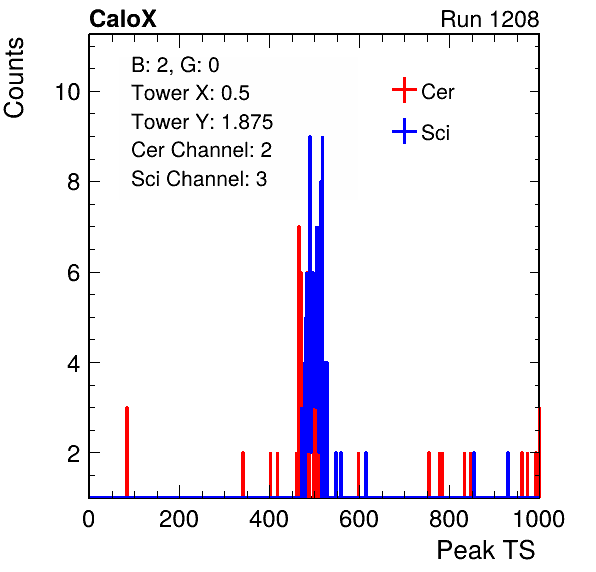 CaloX Run 1208
Counts
B: 2, G: 0
Tower X: 0.5
Tower Y: 1.875
Cer Channel: 2
Sci Channel: 3
Cer
Sci
10
8
6
4
2
0 200 400 600 800 1000
Peak TS